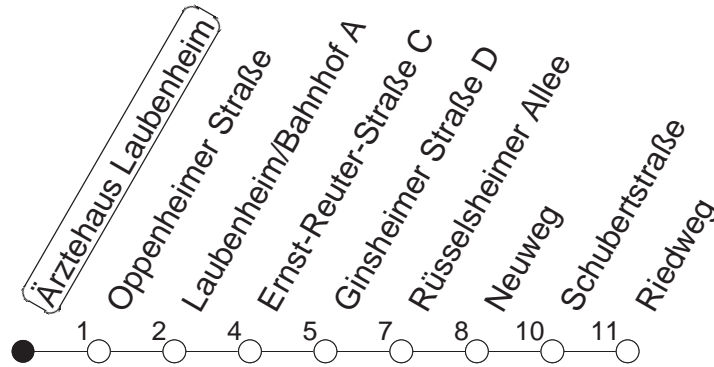 Ärztehaus Laubenheim
Oppenheimer Straße
Laubenheim/Bahnhof A
Ernst-Reuter-Straße C
Ginsheimer Straße D
Rüsselsheimer Allee
Neuweg
Schubertstraße
Riedweg
1 2 4 5 7 8 10 11